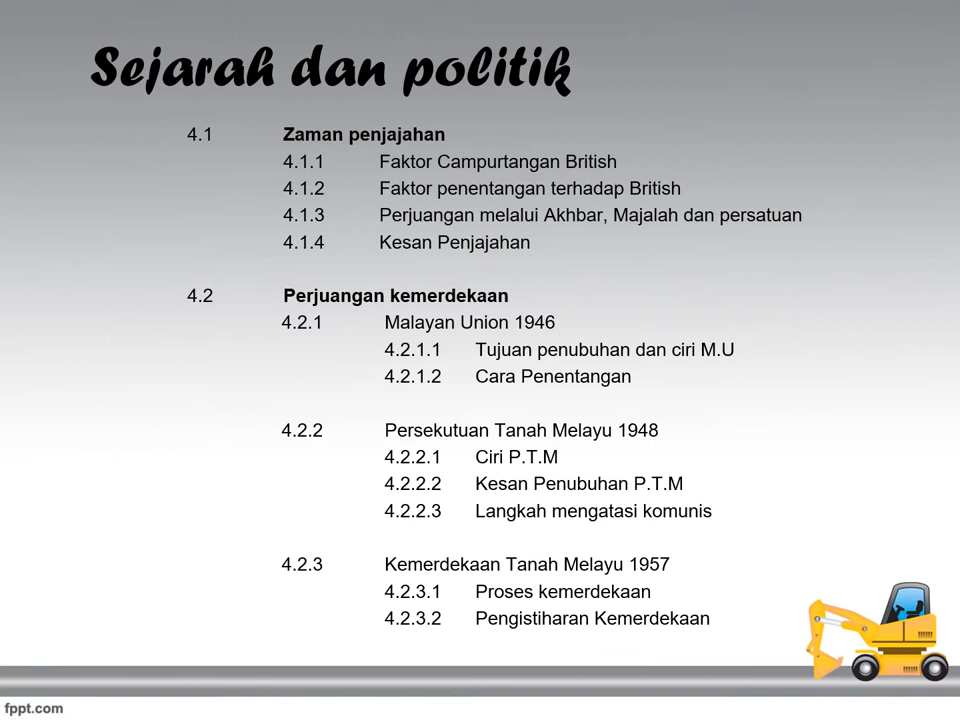 Sejarah dan politik
4.1 Zaman penjajahan
4.1.1 Faktor Campurtangan British
4.1.2 Faktor penentangan terhadap British
4.1.3 Perjuangan melalui Akhbar, Majalah dan persatuan
4.1.4 Kesan Penjajahan
4.2 Perjuangan kemerdekaan
4.2.1 Malayan Union 1946
4.2.1.1 Tujuan penubuhan dan ciri M.U
4.2.1.2 Cara Penentangan
4.2.2 Persekutuan Tanah Melayu 1948
4.2.2.1 Ciri P.T.M
4.2.2.2 Kesan Penubuhan P.T.M
4.2.2.3 Langkah mengatasi komunis
4.2.3 Kemerdekaan Tanah Melayu 1957
4.2.3.1 Proses kemerdekaan
4.2.3.2 Pengistiharan Kemerdekaan
fppt.com